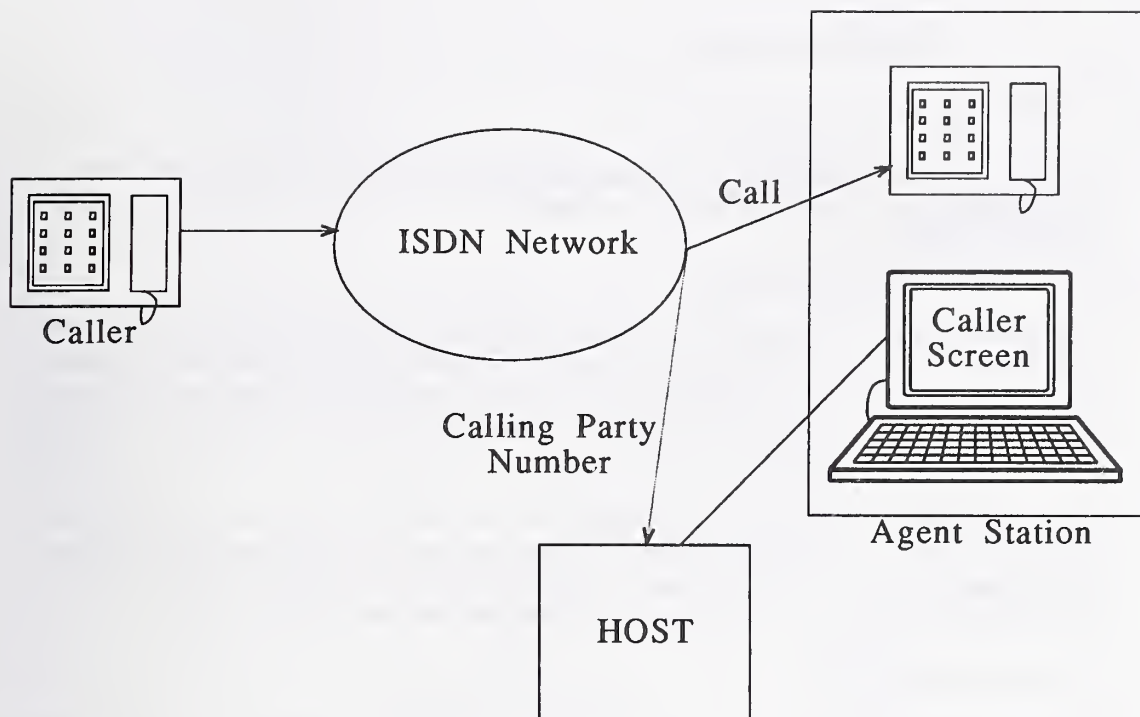 Call
ISDN Network
Caller
Caller
Screen
Calling Party
Number
Agent Station
HOST